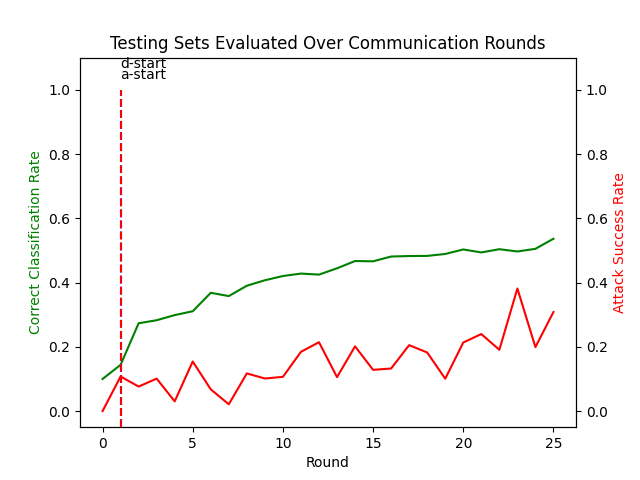 Testing Sets Evaluated Over Communication Rounds
d-start
a-start
1.0
0.8
0.6
0.4
0.2
0.0
Correct Classification Rate
1.0
0.8
0.6
0.4
0.2
0.0
Attack Success Rate
0 5 10 15 20 25
Round